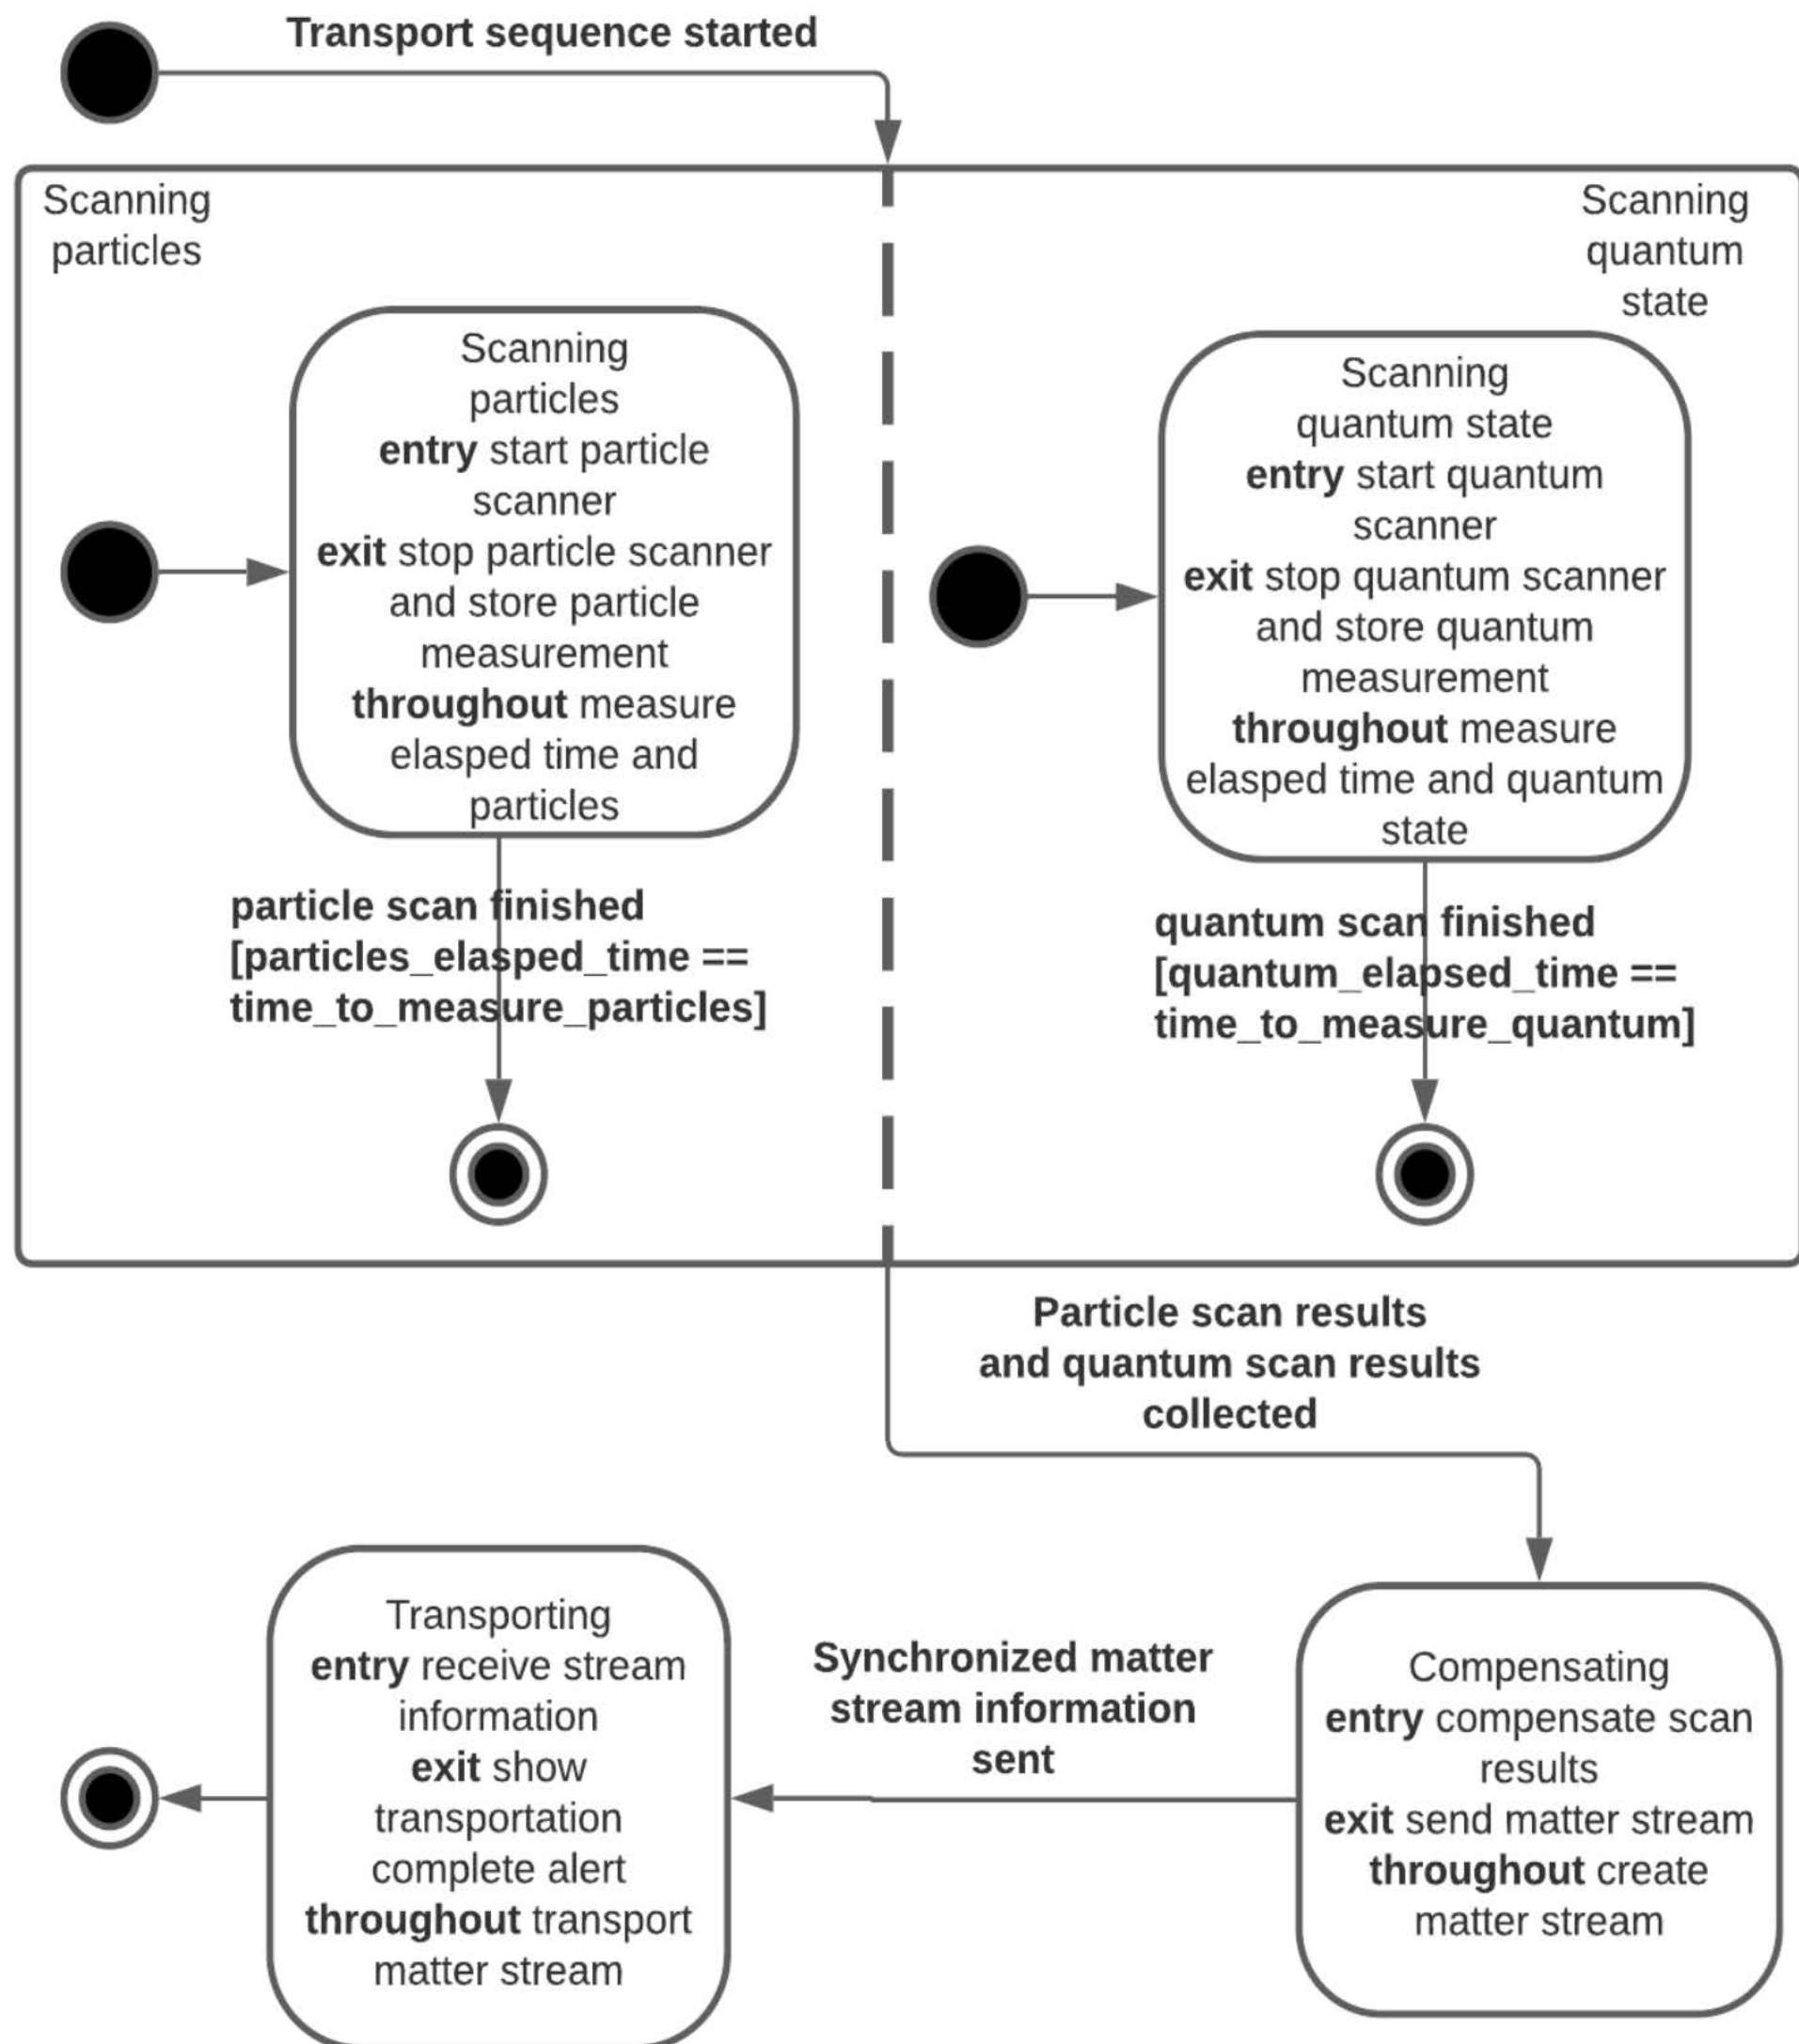 Transport sequence started
Scanning
particles
Scanning
quantum
state
Scanning
particles
entry start particle
scanner
exit stop particle scanner
and store particle
measurement
throughout measure
elasped time and
particles
Scanning
quantum state
entry start quantum
scanner
exit stop quantum scanner
and store quantum
measurement
throughout measure
elasped time and quantum
state
particle scan finished
[particles_elasped_time ==
time_to_measure_particles]
quantum scan finished
[quantum_elapsed_time ==
time_to_measure_quantum]
Particle scan results
and quantum scan results
collected
Transporting
entry receive stream
information
exit show
transportation
complete alert
throughout transport
matter stream
Synchronized matter
stream information
sent
Compensating
entry compensate scan
results
exit send matter stream
throughout create
matter stream